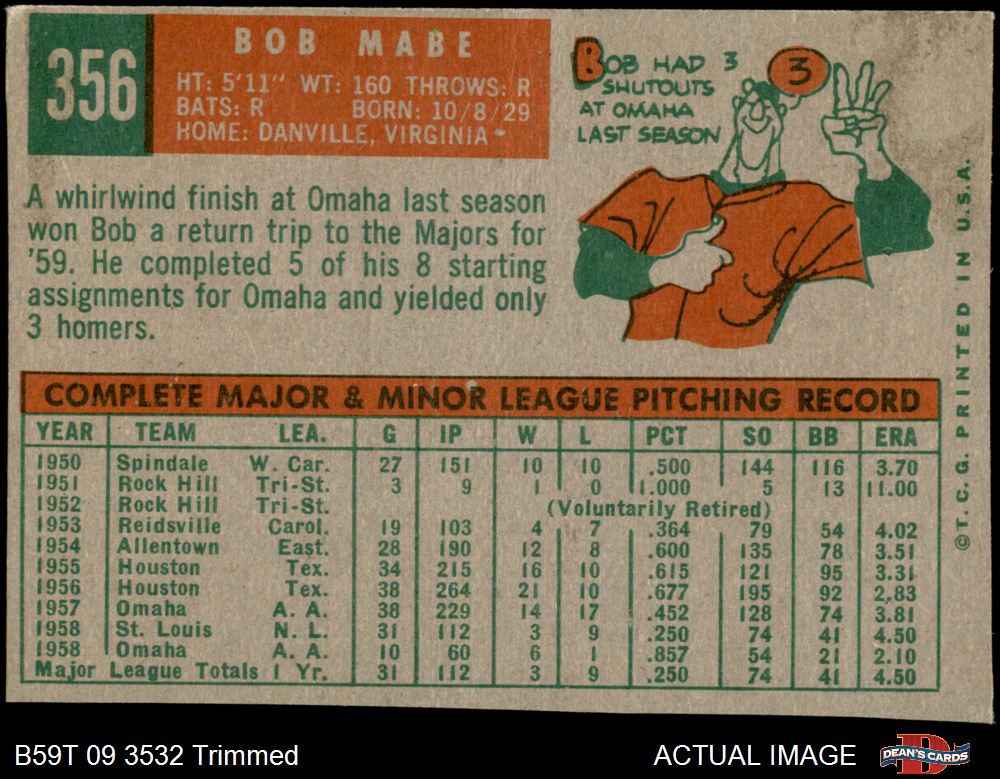 356
BOB MABE
HT: 5'11" WT: 160 THROWS: R
BATS: R BORN: 10/8/29
HOME: DANVILLE, VIRGINIA
BOB HAD 3
SHUTOUTS
AT OMAHA
LAST SEASON
3
A whirlwind finish at Omaha last season
won Bob a return trip to the Majors for
'59. He completed 5 of his 8 starting
assignments for Omaha and yielded only
3 homers.
COMPLETE MAJOR & MINOR LEAGUE PITCHING RECORD
YEAR TEAM LEA. G IP W L PCT SO BB ERA
1950 Spindale W. Car. 27 151 10 10 .500 144 116 3.70
1951 Rock Hill Tri-St. 3 9 1 0 1.000 5 13 11.00
1952 Rock Hill Tri-St. (Voluntarily Retired)
1953 Reidsville Carol. 19 103 4 7 .364 79 54 4.02
1954 Allentown East. 28 190 12 8 .600 135 78 3.51
1955 Houston Tex. 34 215 16 10 .615 121 95 3.31
1956 Houston Tex. 38 264 21 10 .677 195 92 2.83
1957 Omaha A. A. 38 229 14 17 .452 128 74 3.81
1958 St. Louis N. L. 31 112 3 9 .250 74 41 4.50
1958 Omaha A. A. 10 60 6 1 .857 54 21 2.10
Major League Totals 1 Yr. 31 112 3 9 .250 74 41 4.50
©T. C. G. PRINTED IN U.S.A.
B59T 09 3532 Trimmed
ACTUAL IMAGE
DEAN'S CARDS